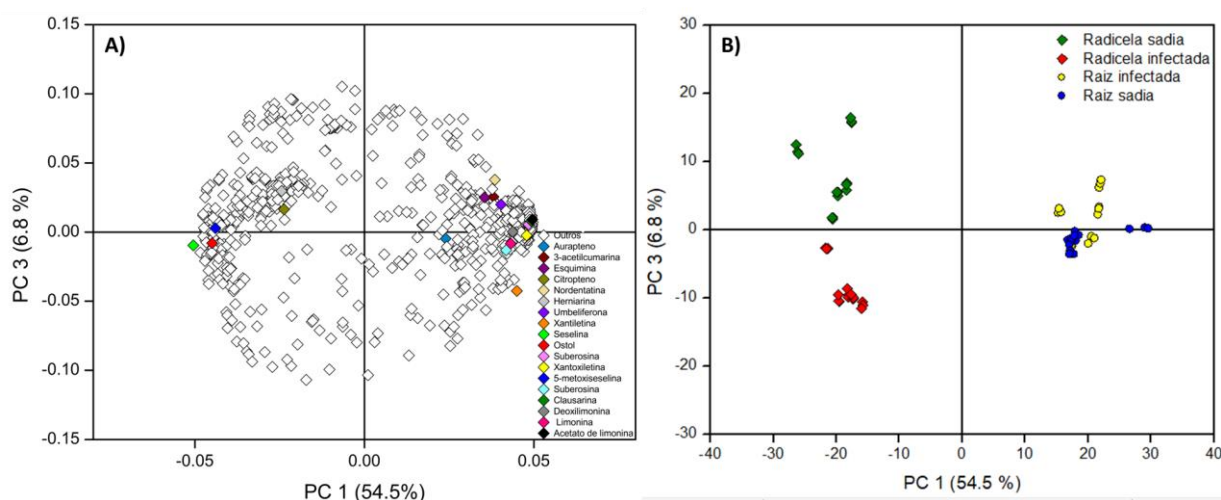 A)
0.15
0.10
0.05
0.00
-0.05
-0.10
-0.15
PC 3 (6.8 %)
-0.05
0.00
0.05
PC 1 (54.5%)
Outros
Aurapteno
3-acetilcumarina
Esquimina
Citropteno
Nordentatina
Herniarina
Umbeliferona
Xantiletina
Seselina
Ostol
Suberosina
Xantoxiletina
5-metoxiseselina
Suberosina
Clausarina
Deoxilimonina
Limonina
Acetato de limonina
B)
30
20
10
0
-10
-20
-30
PC 3 (6.8 %)
Radicela sadia
Radicela infectada
Raiz infectada
Raiz sadia
-40
-30
-20
-10
0
10
20
30
40
PC 1 (54.5 %)